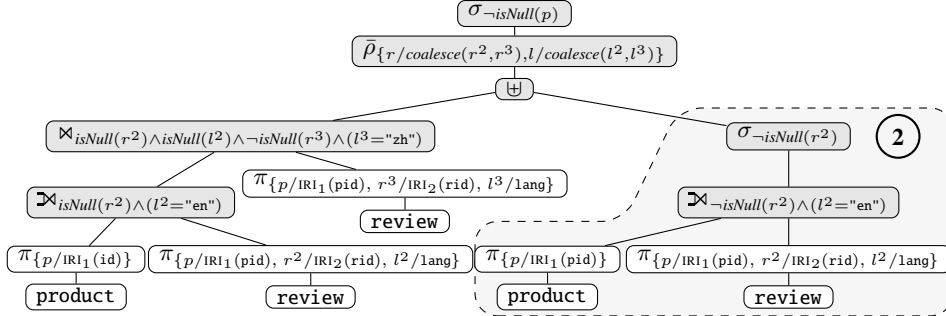 σ¬isNull(p)
ρ̄{r/coalesce(r²,r³),l/coalesce(l²,l³)}
⊎
⋈isNull(r²)∧isNull(l²)∧¬isNull(r³)∧(l³="zh")
σ¬isNull(r²)
2
π{p/IRI₁(pid), r³/IRI₂(rid), l³/lang}
review
⟕isNull(r²)∧(l²="en")
⟕¬isNull(r²)∧(l²="en")
π{p/IRI₁(id)}
π{p/IRI₁(pid), r²/IRI₂(rid), l²/lang}
π{p/IRI₁(pid)}
π{p/IRI₁(pid), r²/IRI₂(rid), l²/lang}
product
review
product
review